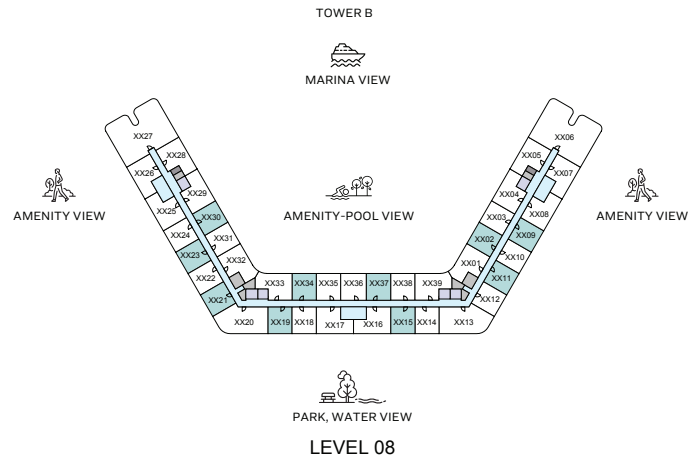 TOWER B
MARINA VIEW
XX27
XX06
XX28
XX05
XX26
XX07
AMENITY VIEW
XX29
AMENITY-POOL VIEW
XX04
AMENITY VIEW
XX25
XX30
XX03
XX08
XX24
XX31
XX02
XX09
XX23
XX32
XX01
XX10
XX22
XX33
XX34
XX35
XX36
XX37
XX38
XX39
XX11
XX21
XX12
XX20
XX19
XX18
XX17
XX16
XX15
XX14
XX13
PARK, WATER VIEW
LEVEL 08